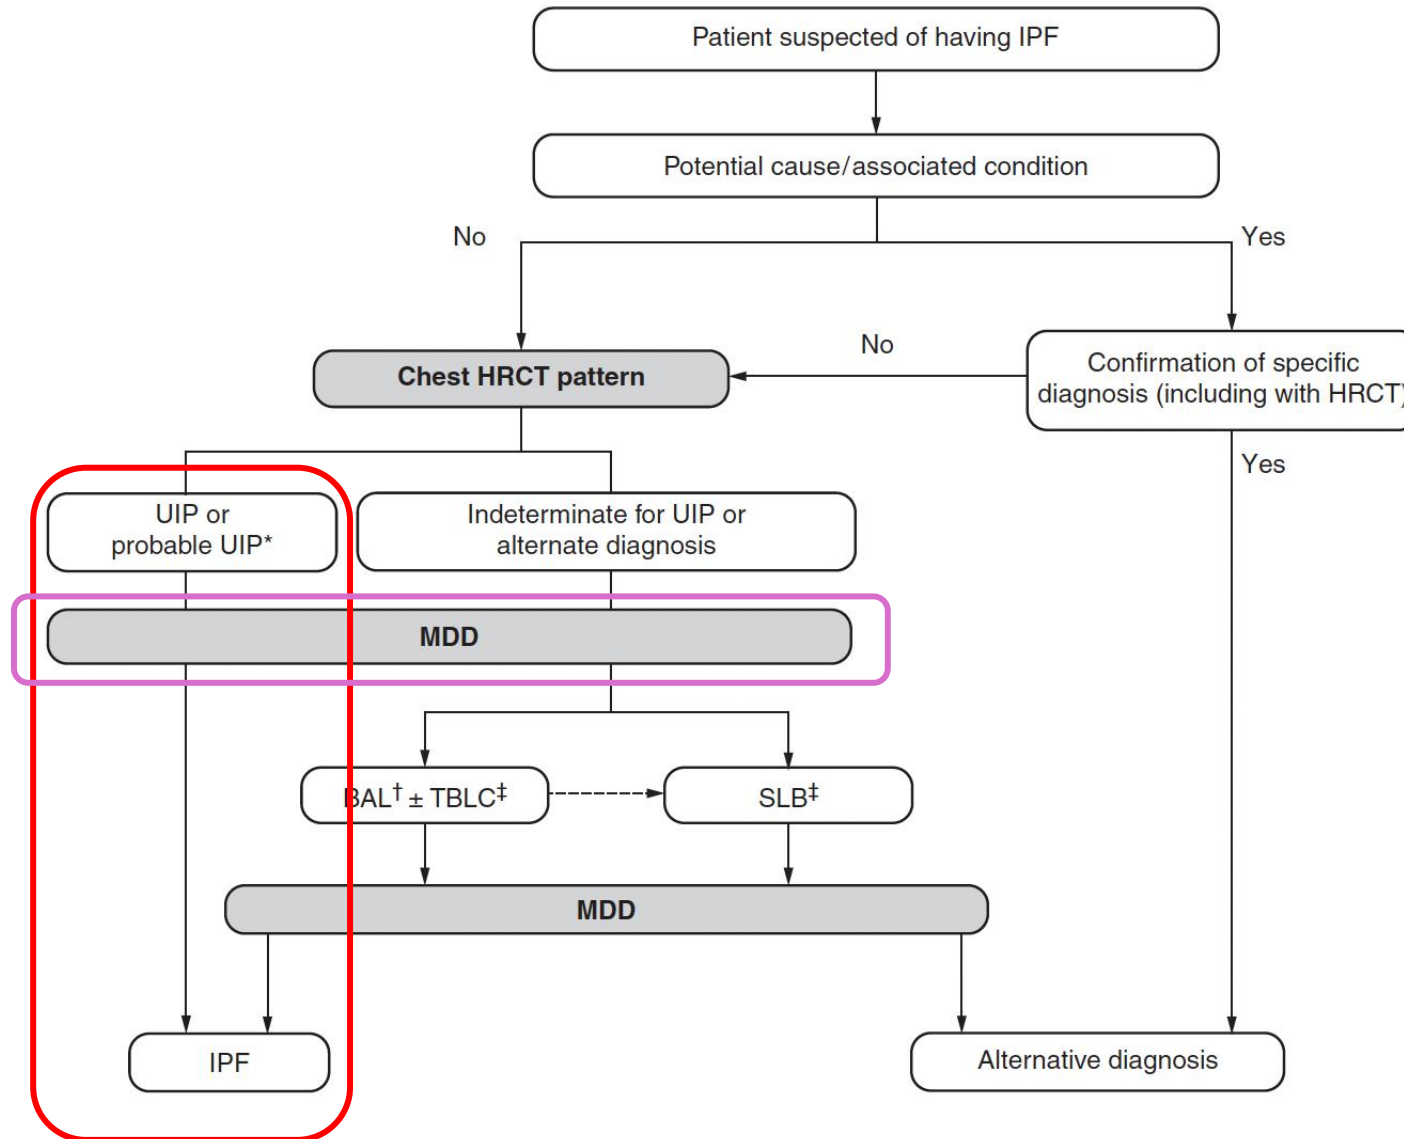 Patient suspected of having IPF
Potential cause/associated condition
No
Yes
No
Chest HRCT pattern
Confirmation of specific
diagnosis (including with HRCT)
Yes
UIP or
probable UIP*
Indeterminate for UIP or
alternate diagnosis
MDD
BAL† ± TBLC‡
SLB‡
MDD
IPF
Alternative diagnosis